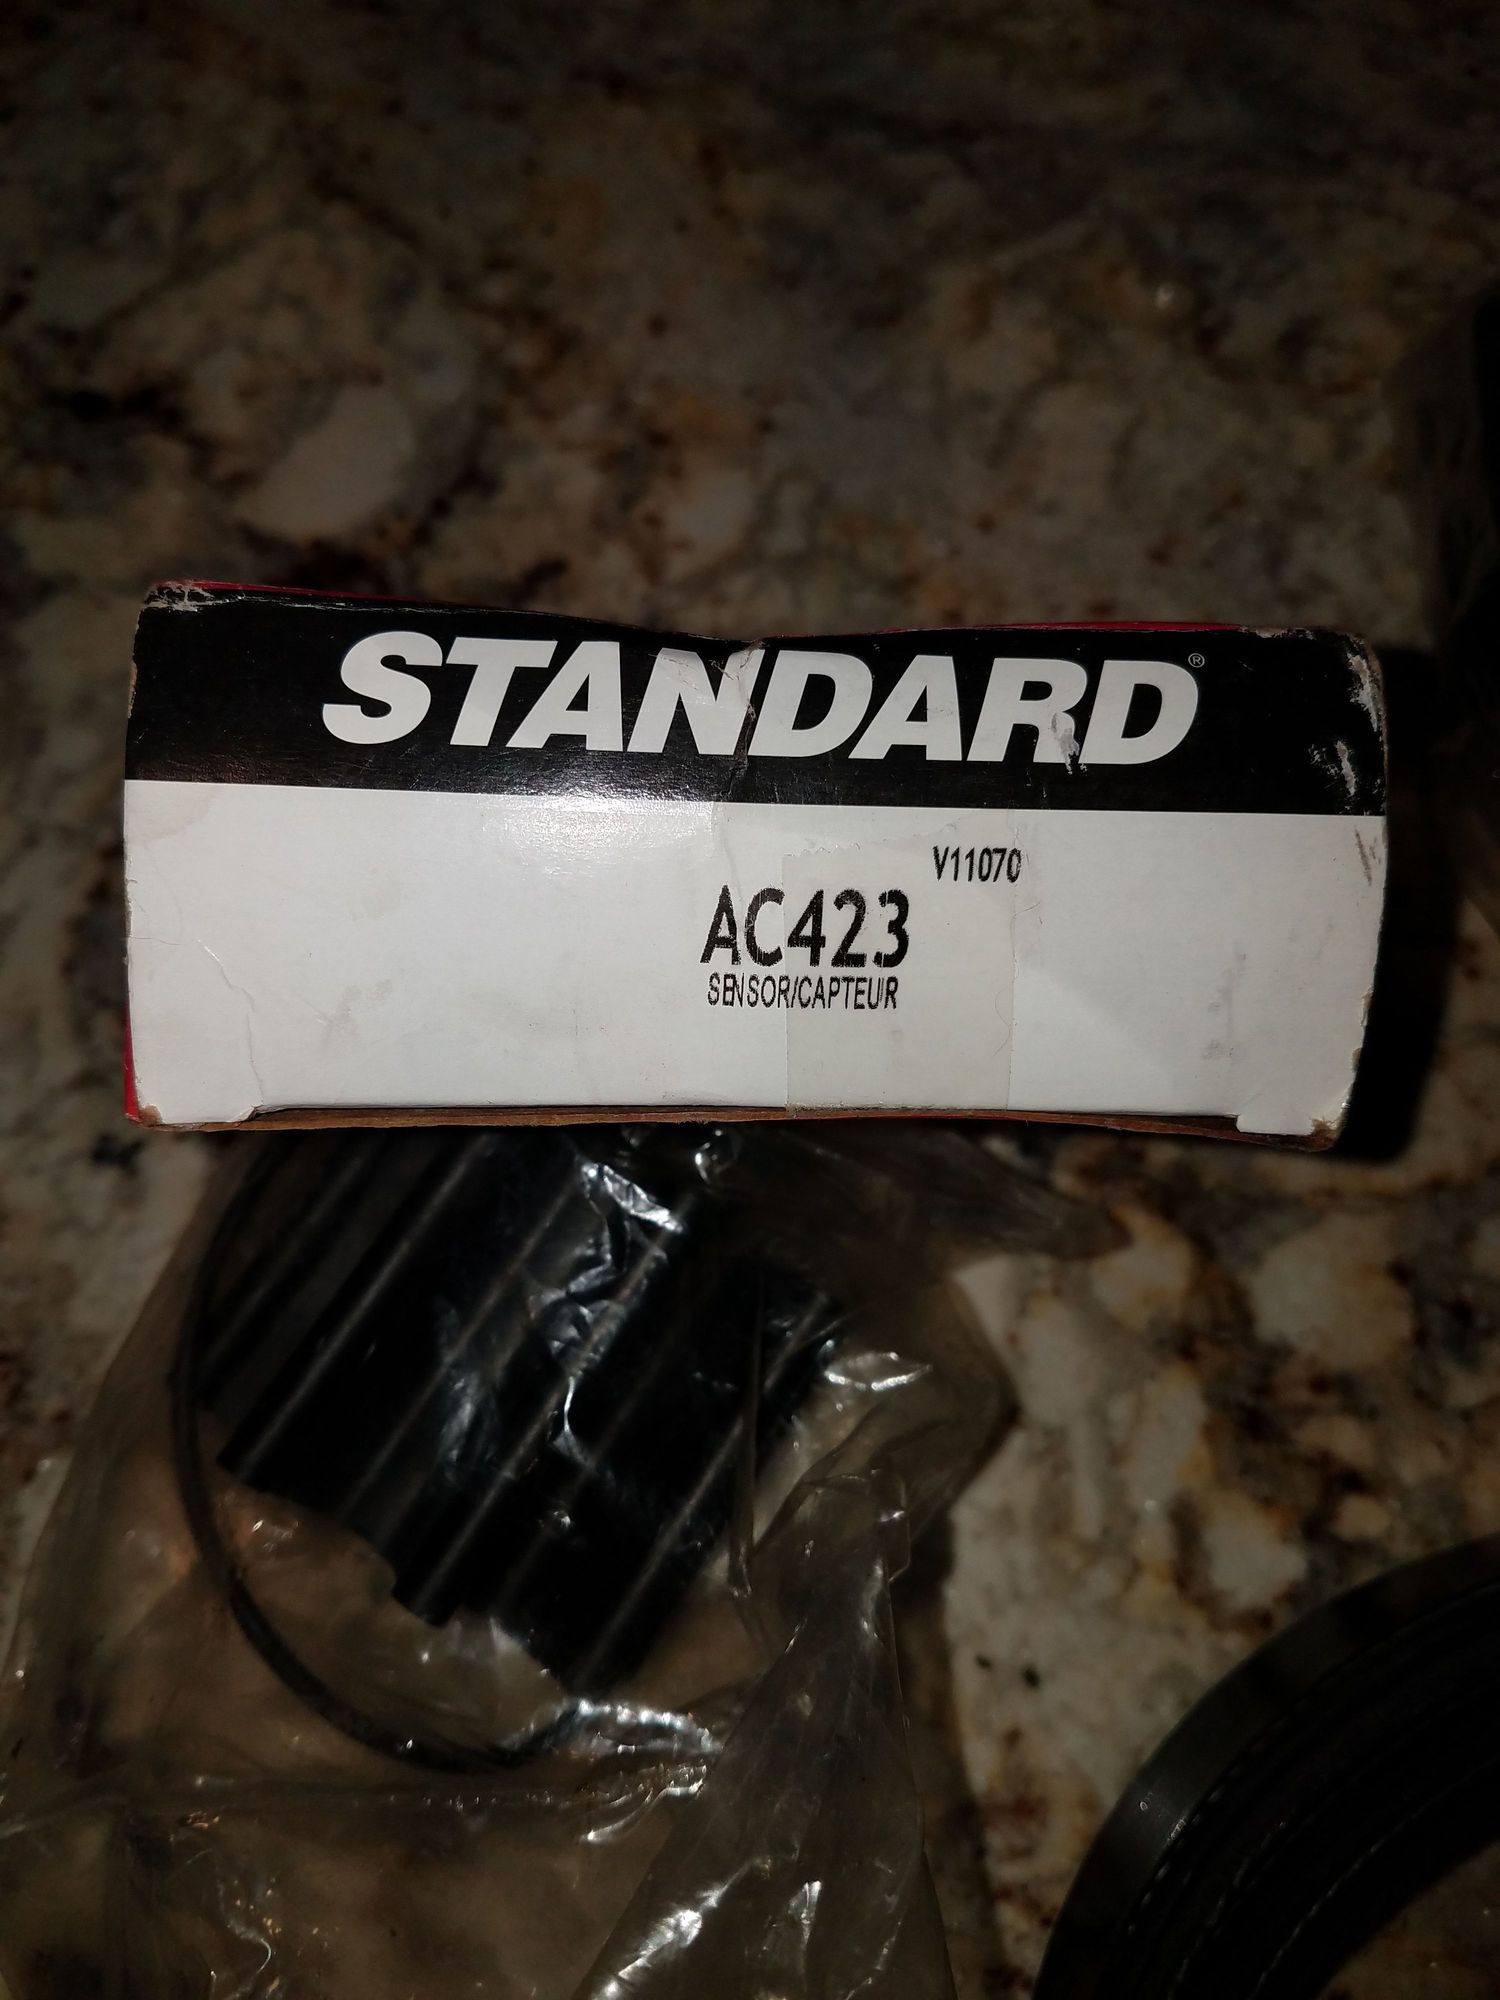 STANDARD®
V11070
AC423
SENSOR/CAPTEUR